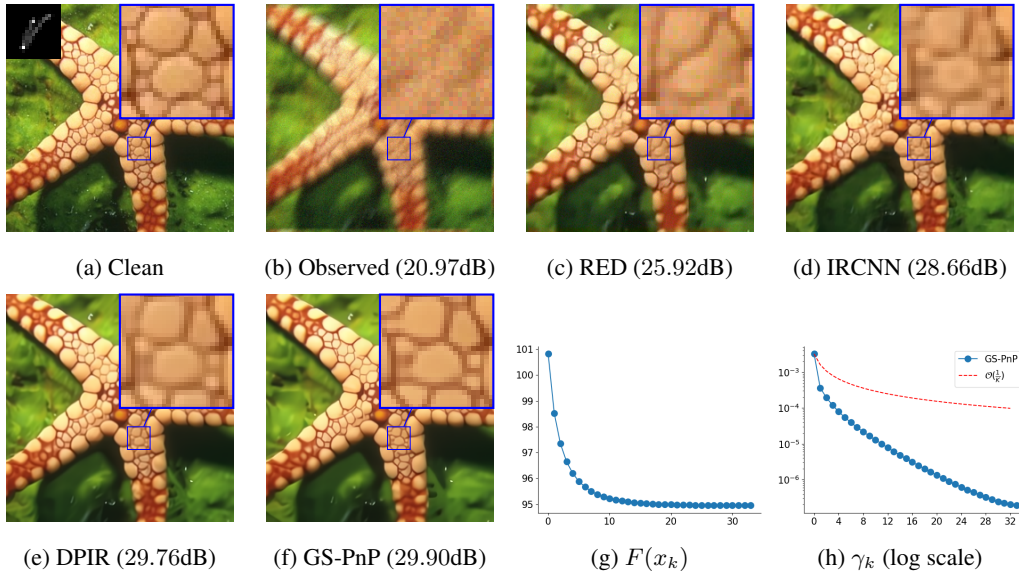 (a) Clean
(b) Observed (20.97dB)
(c) RED (25.92dB)
(d) IRCNN (28.66dB)
101
100
99
98
97
96
95
0
10
20
30
10⁻³
10⁻⁴
10⁻⁵
10⁻⁶
GS-PnP
𝒪(1/K)
0
4
8
12
16
20
24
28
32
(e) DPIR (29.76dB)
(f) GS-PnP (29.90dB)
(g) F(xₖ)
(h) γₖ (log scale)